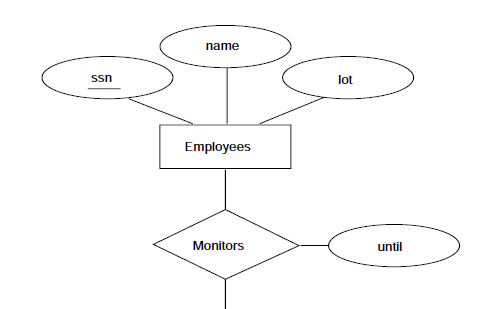 name
ssn
lot
Employees
Monitors
until